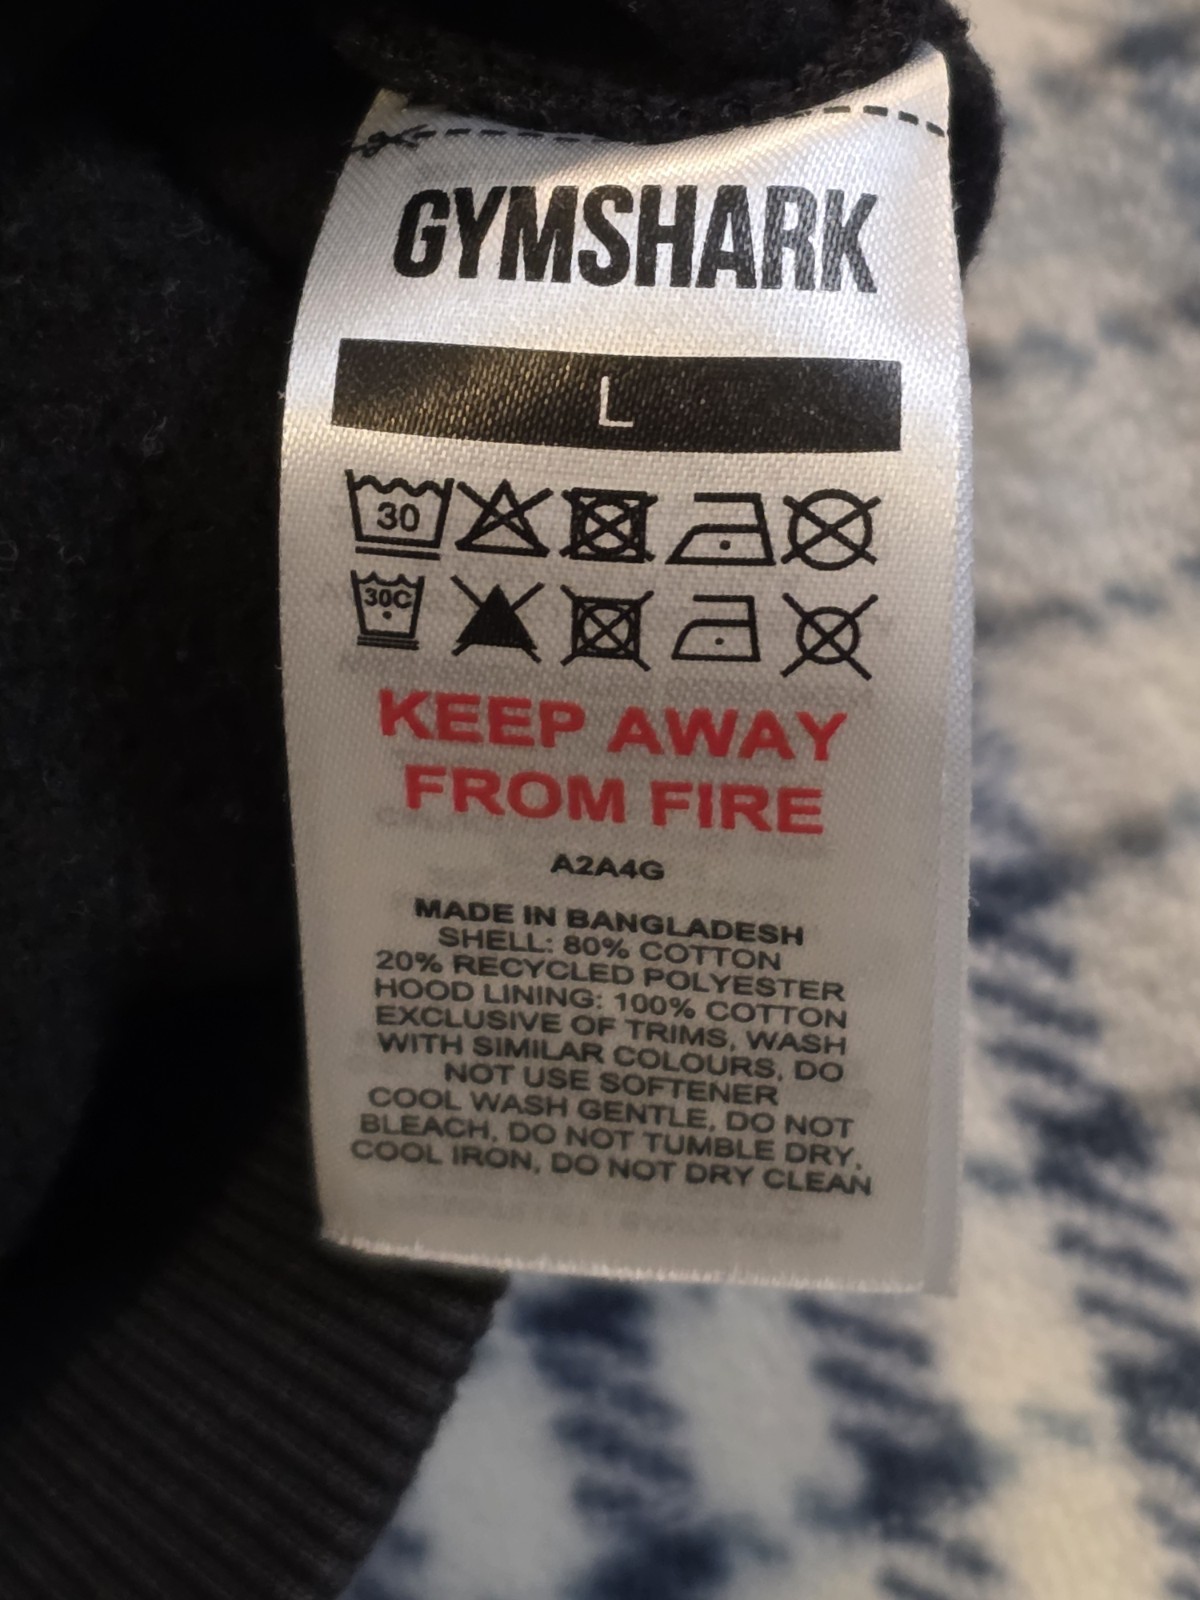 GYMSHARK
L
30
30C
KEEP AWAY
FROM FIRE
A2A4G
MADE IN BANGLADESH
SHELL: 80% COTTON
20% RECYCLED POLYESTER
HOOD LINING: 100% COTTON
EXCLUSIVE OF TRIMS, WASH
WITH SIMILAR COLOURS, DO
NOT USE SOFTENER
COOL WASH GENTLE, DO NOT
BLEACH, DO NOT TUMBLE DRY,
COOL IRON, DO NOT DRY CLEAN